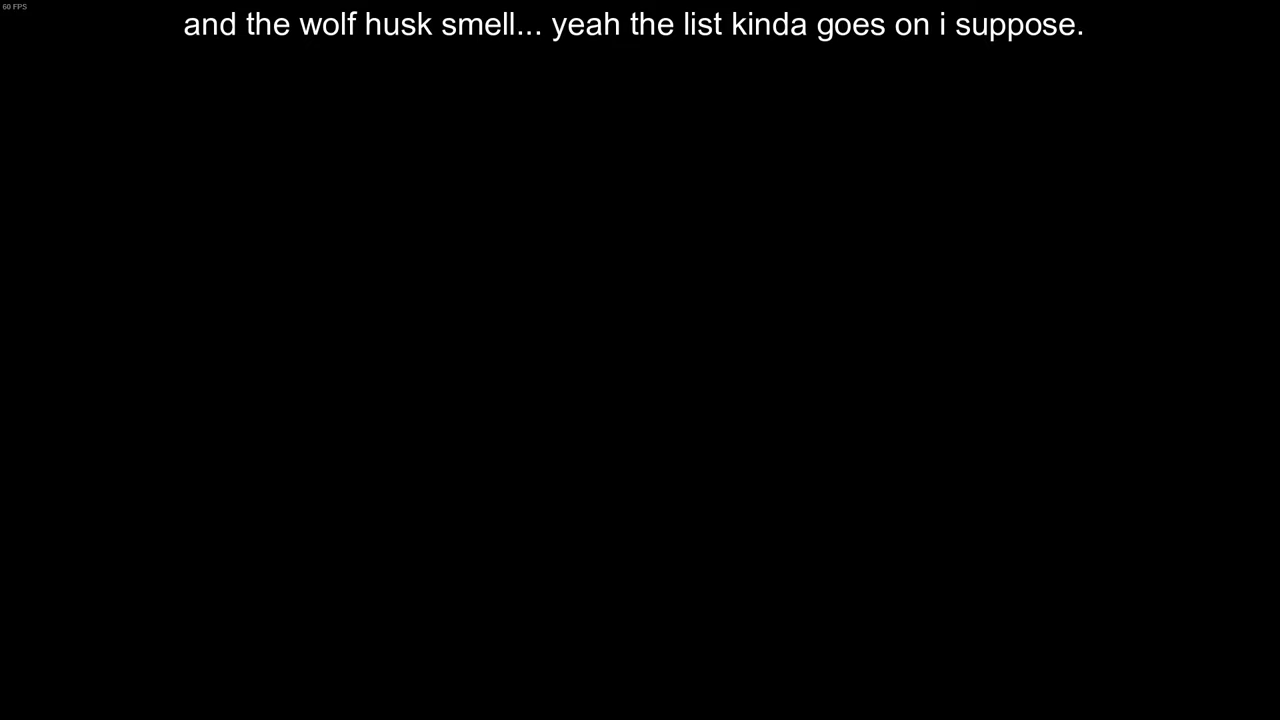 60 FPS
and the wolf husk smell... yeah the list kinda goes on i suppose.